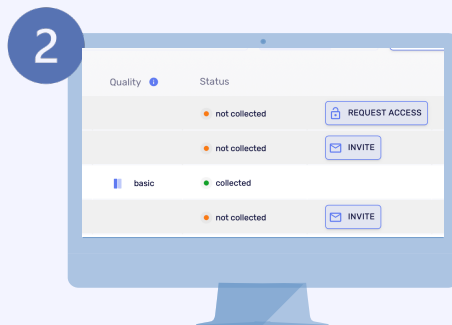 2
Quality Status
not collected REQUEST ACCESS
not collected INVITE
basic collected
not collected INVITE